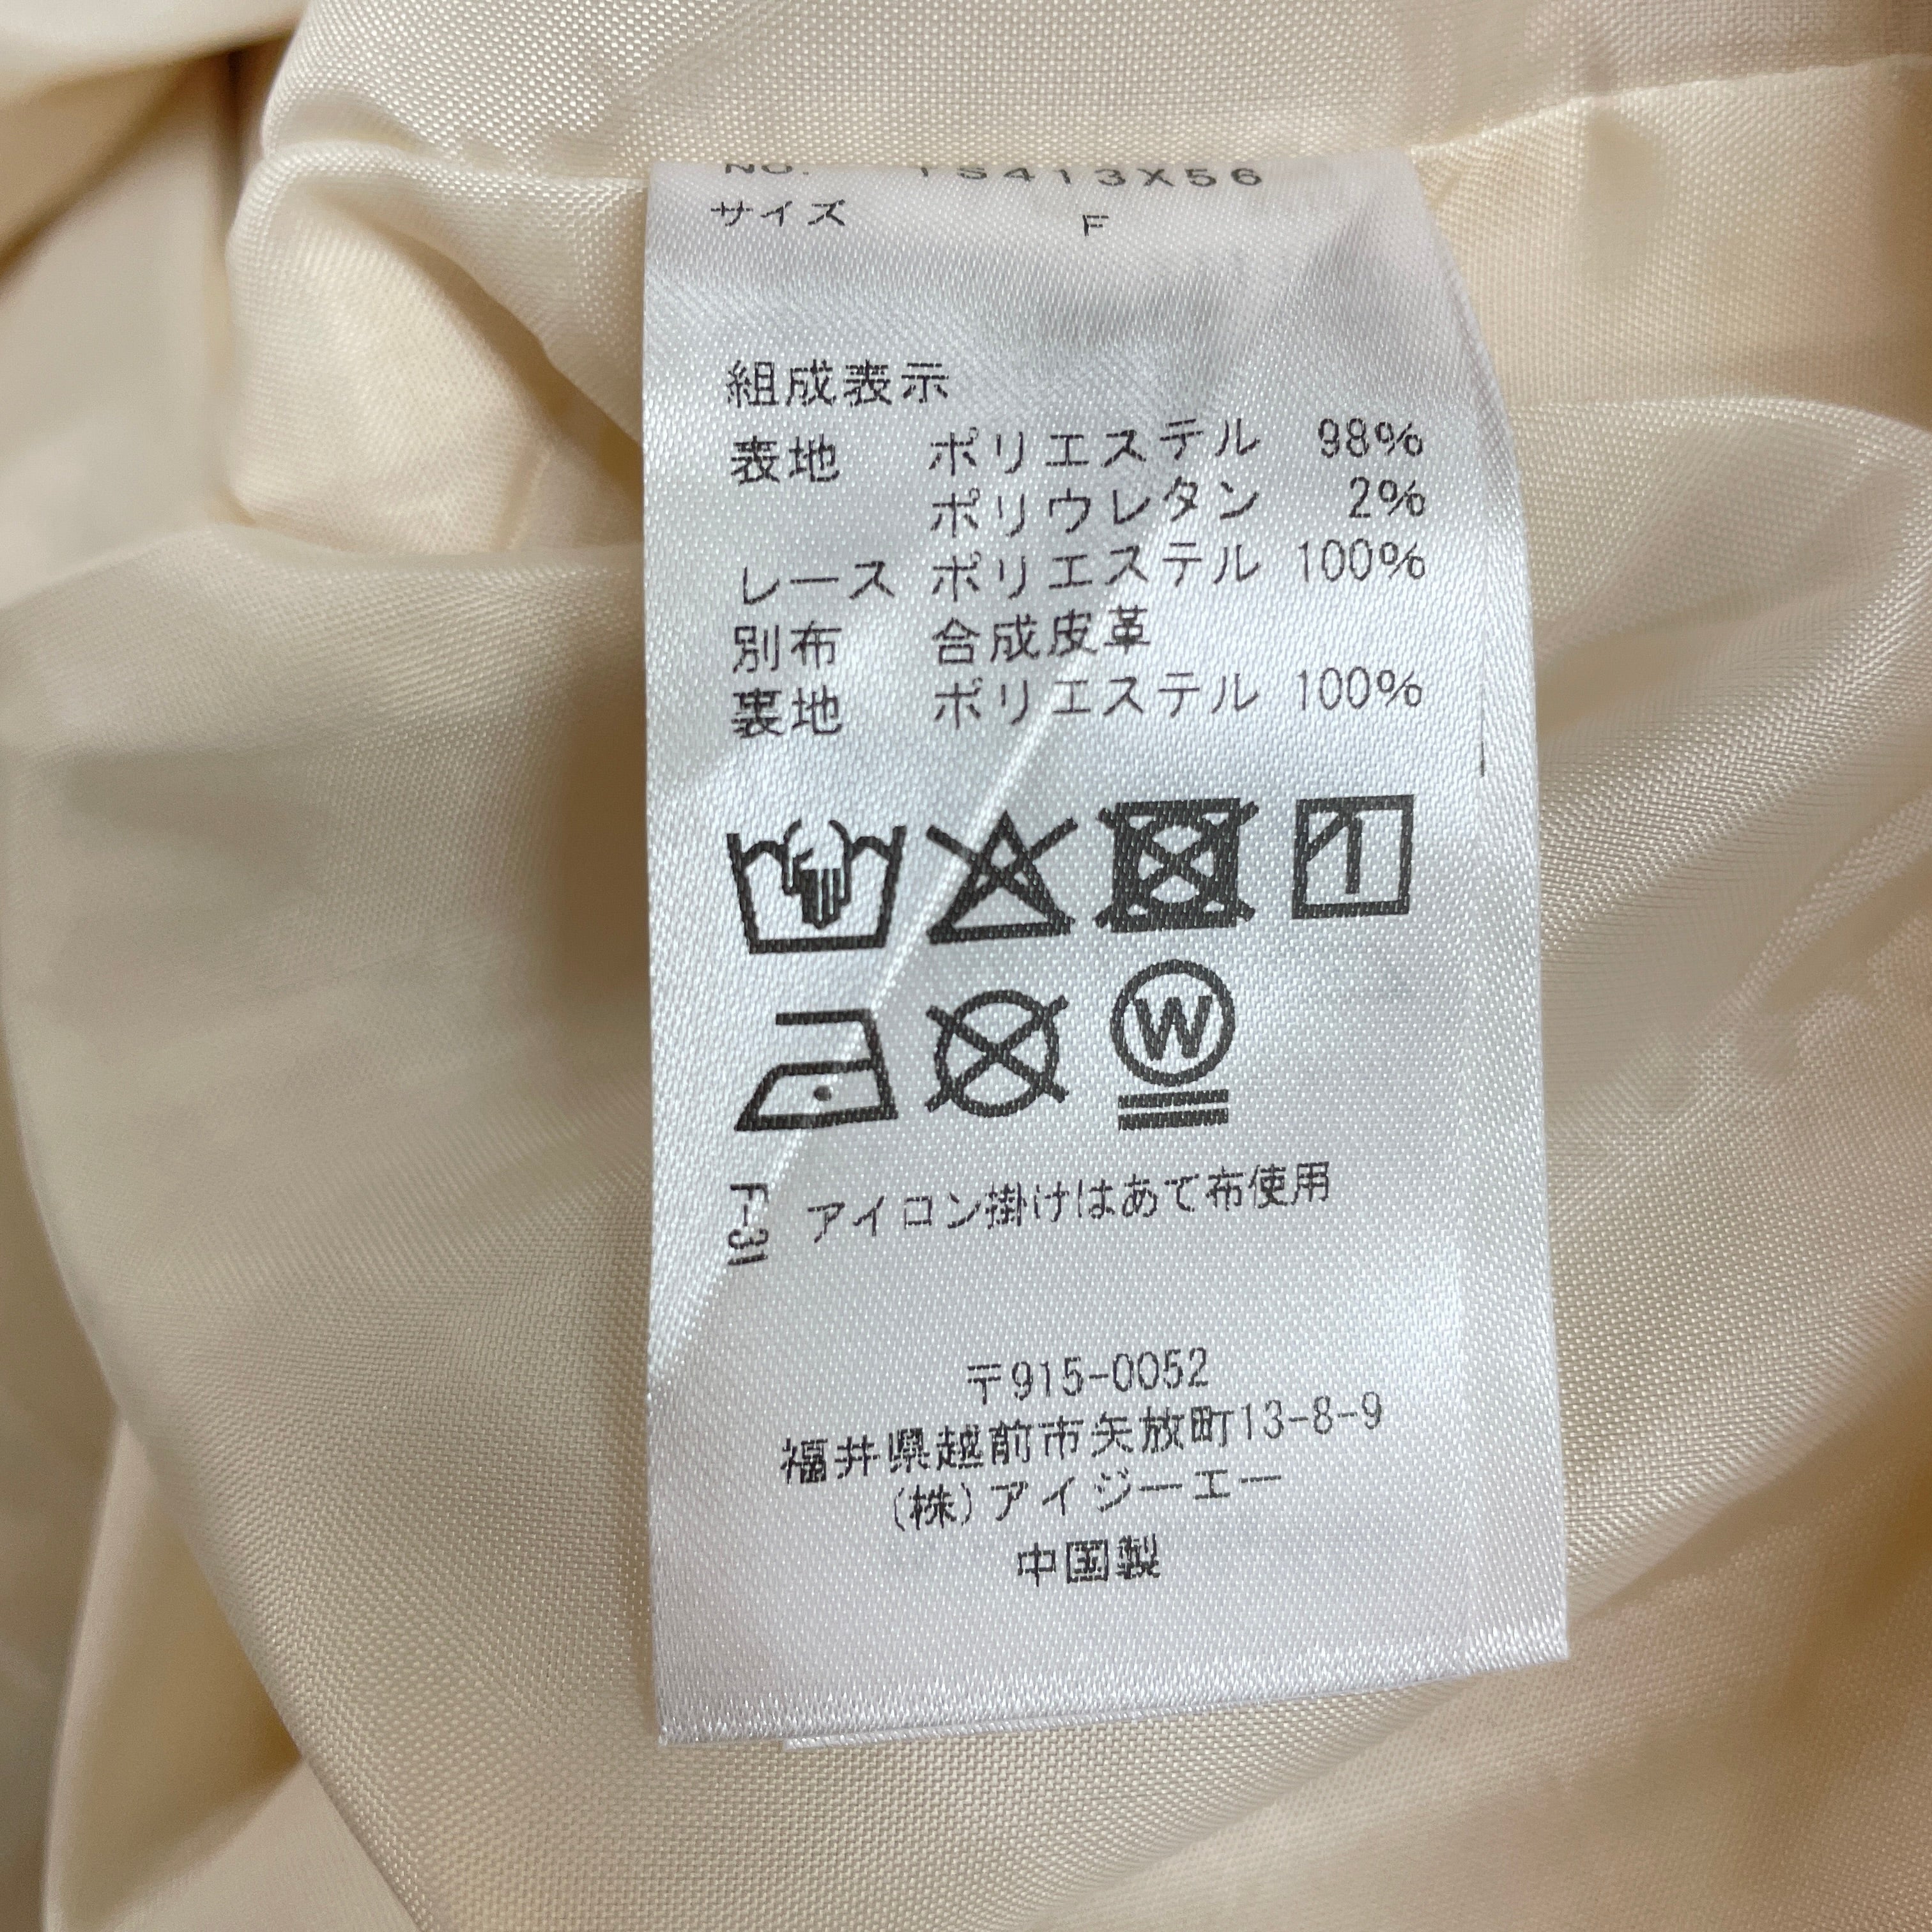 No. TS413X56
サイズ F
組成表示
表地 ポリエステル 98%
ポリウレタン 2%
レース ポリエステル 100%
別布 合成皮革
裏地 ポリエステル 100%
W
F-31 アイロン掛けはあて布使用
〒915-0052
福井県越前市矢放町13-8-9
(株)アイジーエー
中国製